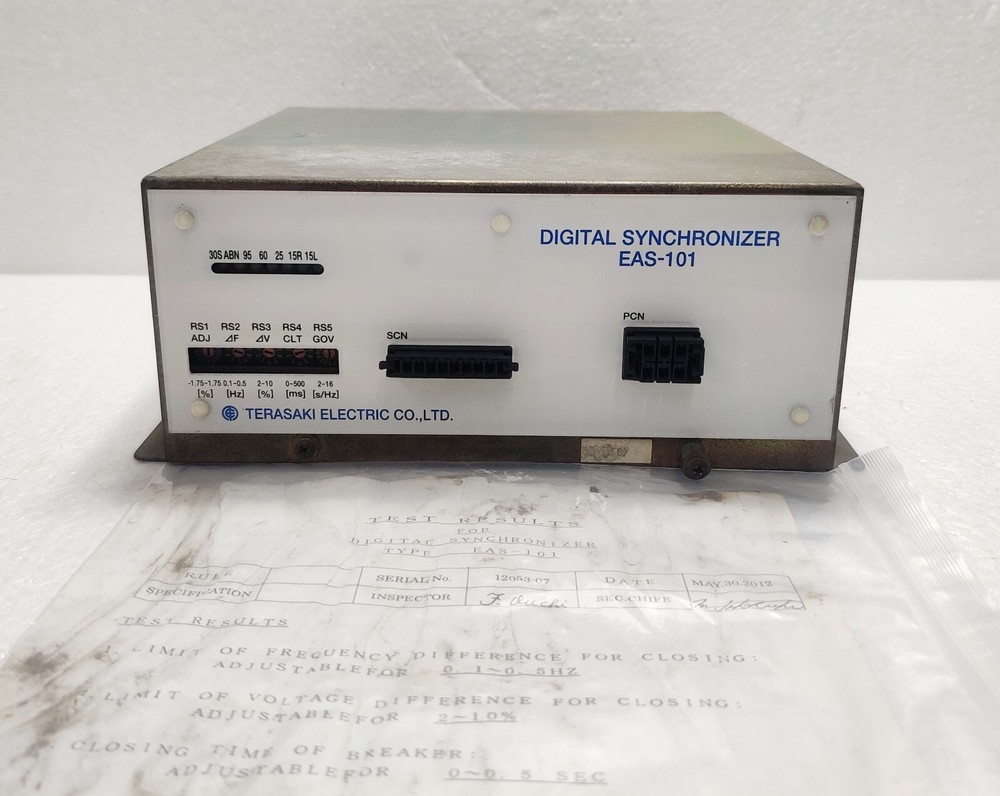 DIGITAL SYNCHRONIZER
EAS-101
30S ABN 95 60 25 15R 15L
RS1 RS2 RS3 RS4 RS5
ADJ ⊿F ⊿V CLT GOV
-1.75-1.75 0.1-0.5 2-10 0-500 2-16
[%] [Hz] [%] [ms] [s/Hz]
SCN
PCN
TERASAKI ELECTRIC CO.,LTD.
TEST RESULTS
FOR
DIGITAL SYNCHRONIZER
TYPE EAS-101
RULE SERIAL No. 12053-07 DATE MAY.30.2012
SPECIFICATION INSPECTOR F. Ouchi SEC.CHIFE
TEST RESULTS
1. LIMIT OF FREQUENCY DIFFERENCE FOR CLOSING:
ADJUSTABLEFOR 0.1~0.5HZ
LIMIT OF VOLTAGE DIFFERENCE FOR CLOSING:
ADJUSTABLEFOR 2~10%
CLOSING TIME OF BREAKER:
ADJUSTABLEFOR 0~0.5 SEC